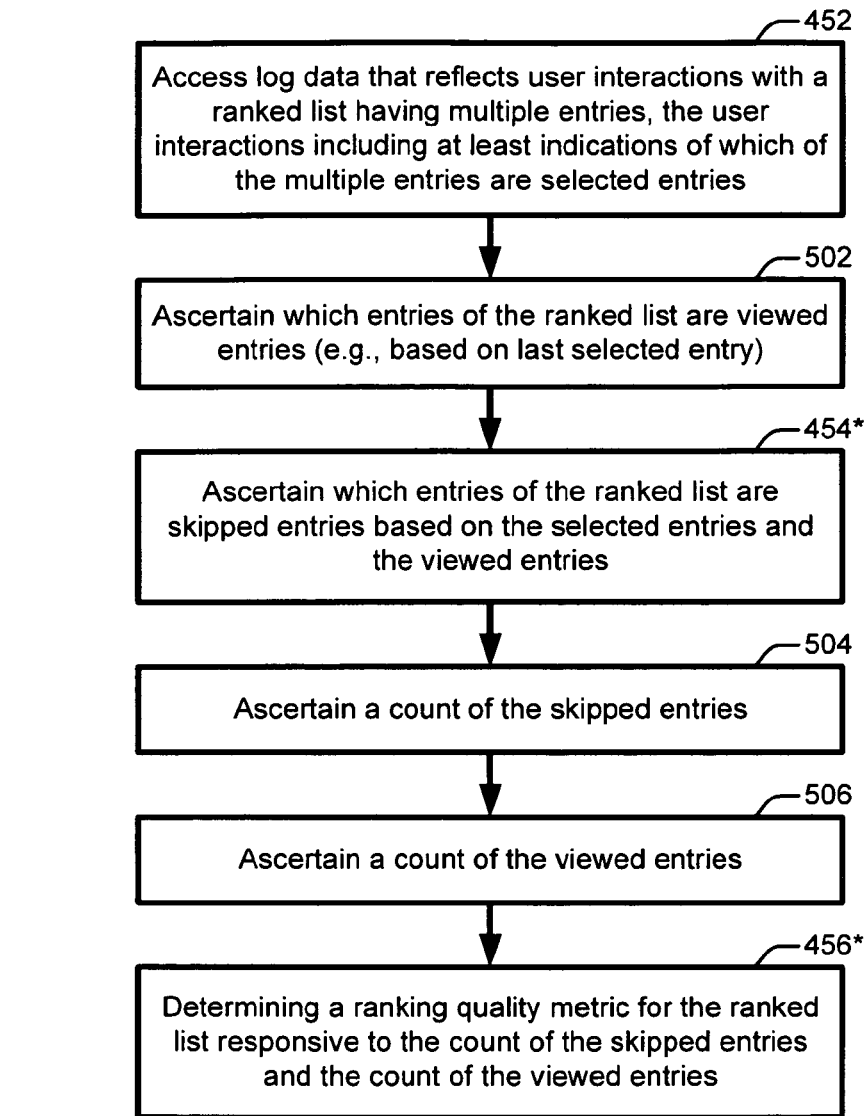 452
Access log data that reflects user interactions with a
ranked list having multiple entries, the user
interactions including at least indications of which of
the multiple entries are selected entries
502
Ascertain which entries of the ranked list are viewed
entries (e.g., based on last selected entry)
454*
Ascertain which entries of the ranked list are
skipped entries based on the selected entries and
the viewed entries
504
Ascertain a count of the skipped entries
506
Ascertain a count of the viewed entries
456*
Determining a ranking quality metric for the ranked
list responsive to the count of the skipped entries
and the count of the viewed entries